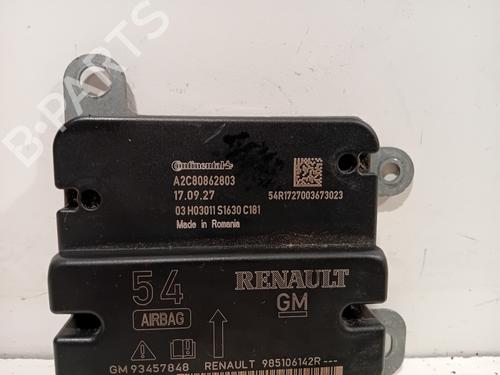 B-PARTS
Continental
A2C80862803
17.09.27
54R1727003673023
03 H03011 S1630 C181
Made in Romania
54
RENAULT
AIRBAG
GM
GM 93457848 RENAULT 985106142R ---